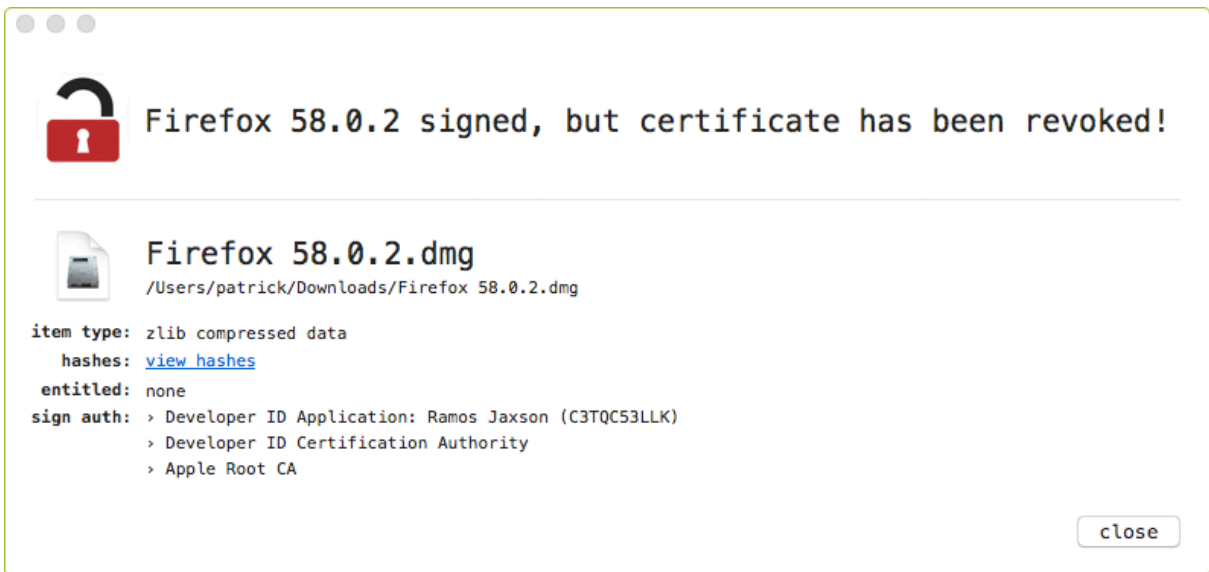 Firefox 58.0.2 signed, but certificate has been revoked!
Firefox 58.0.2.dmg
/Users/patrick/Downloads/Firefox 58.0.2.dmg
item type: zlib compressed data
hashes: view hashes
entitled: none
sign auth: › Developer ID Application: Ramos Jaxson (C3TQC53LLK)
› Developer ID Certification Authority
› Apple Root CA
close